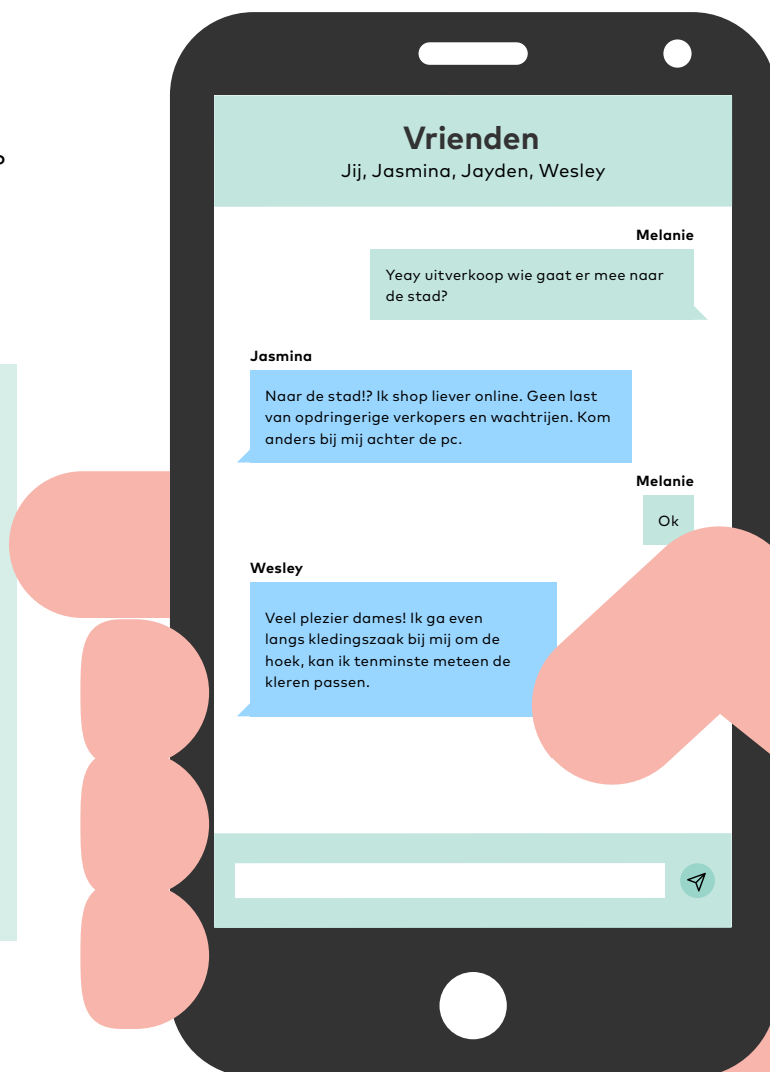 Vrienden
Jij, Jasmina, Jayden, Wesley
Melanie
Yeay uitverkoop wie gaat er mee naar
de stad?
Jasmina
Naar de stad!? Ik shop liever online. Geen last
van opdringerige verkopers en wachtrijen. Kom
anders bij mij achter de pc.
Melanie
Ok
Wesley
Veel plezier dames! Ik ga even
langs kledingszaak bij mij om de
hoek, kan ik tenminste meteen de
kleren passen.